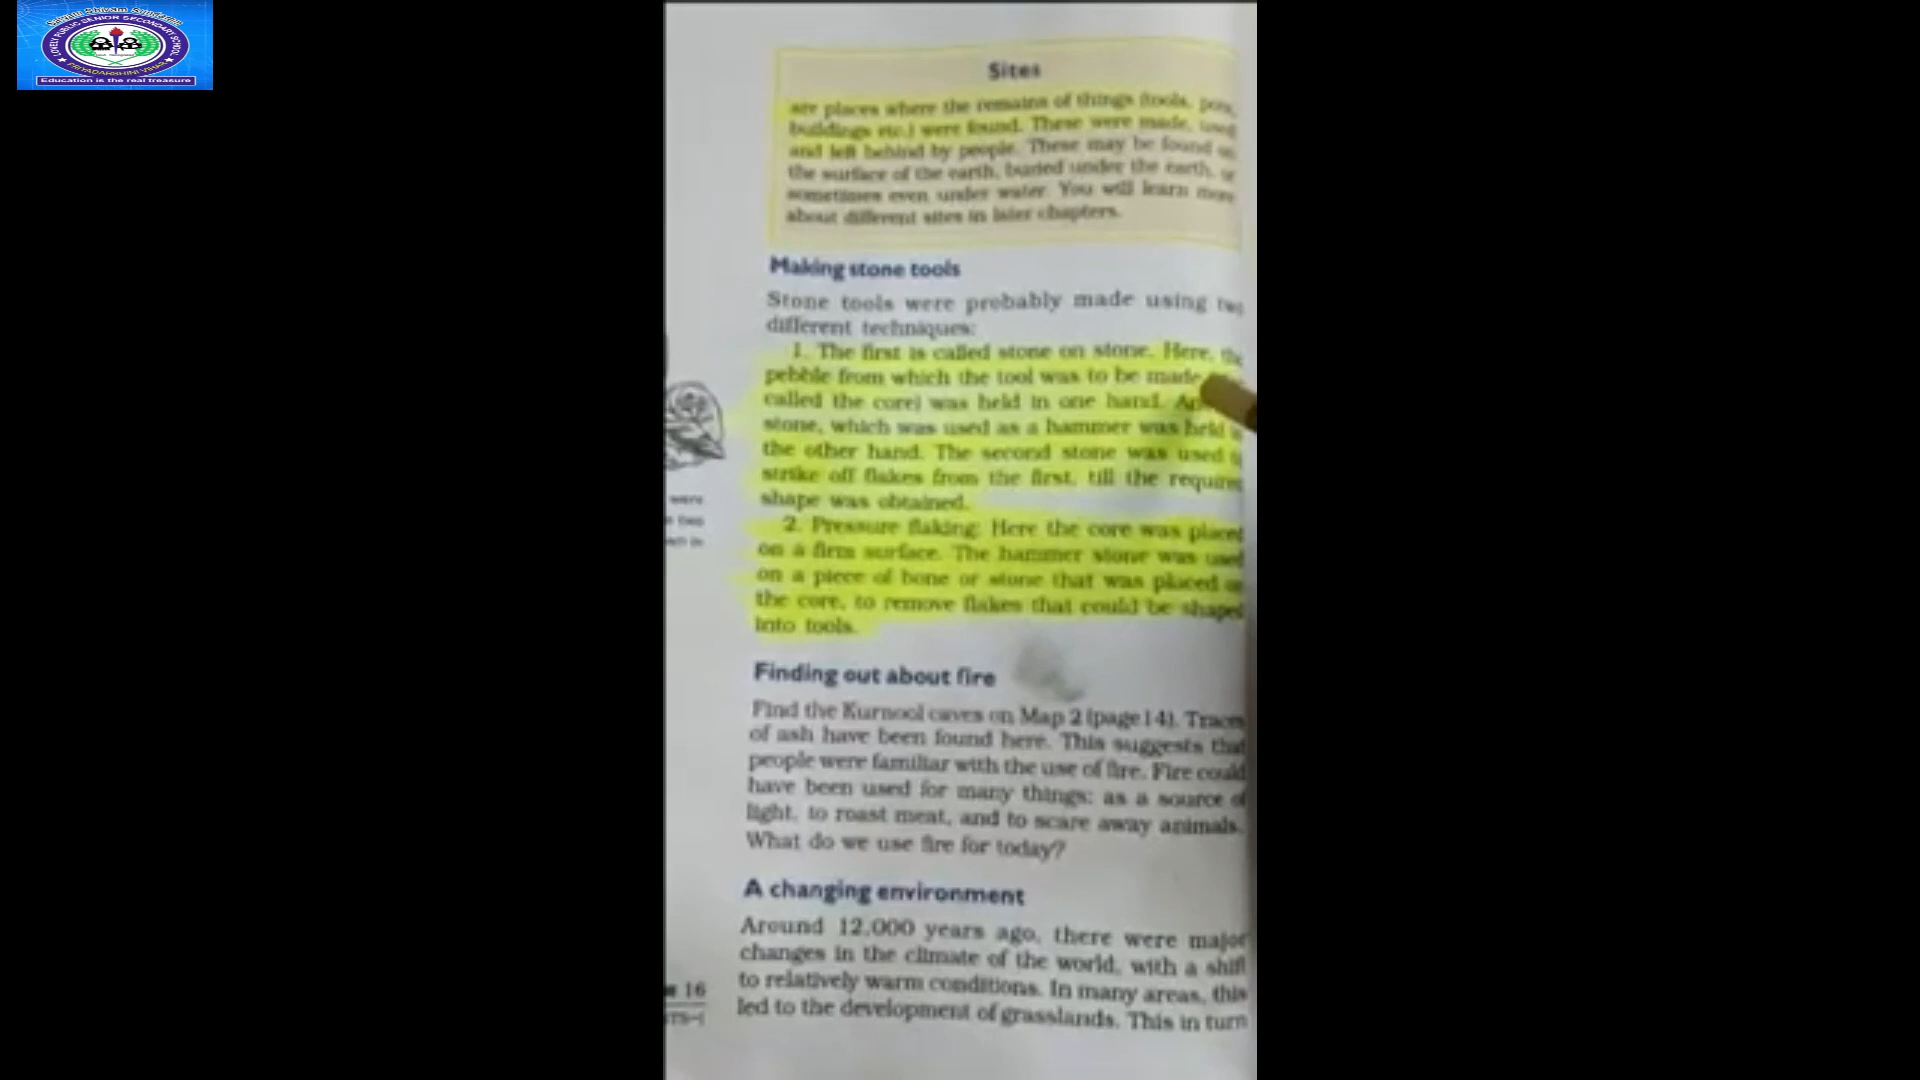 Satyam Shivam Sundaram
LOVELY PUBLIC SENIOR SECONDARY SCHOOL
PRIYADARSHINI VIHAR
Education is the real treasure
Sites
are places where the remains of things (tools, pots,
buildings etc.) were found. These were made, used
and left behind by people. These may be found on
the surface of the earth, buried under the earth, or
sometimes even under water. You will learn more
about different sites in later chapters.
Making stone tools
Stone tools were probably made using two
different techniques:
1. The first is called stone on stone. Here, the
pebble from which the tool was to be made
called the core) was held in one hand.
stone, which was used as a hammer was held
the other hand. The second stone was used
strike off flakes from the first, till the required
shape was obtained.
2. Pressure flaking: Here the core was placed
on a firm surface. The hammer stone was used
on a piece of bone or stone that was placed on
the core, to remove flakes that could be shaped
into tools.
Finding out about fire
Find the Kurnool caves on Map 2 (page14). Traces
of ash have been found here. This suggests that
people were familiar with the use of fire. Fire could
have been used for many things: as a source of
light, to roast meat, and to scare away animals.
What do we use fire for today?
A changing environment
Around 12,000 years ago, there were major
changes in the climate of the world, with a shift
to relatively warm conditions. In many areas, this
led to the development of grasslands. This in turn
were
two
16